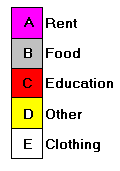 A Rent
B Food
C Education
D Other
E Clothing